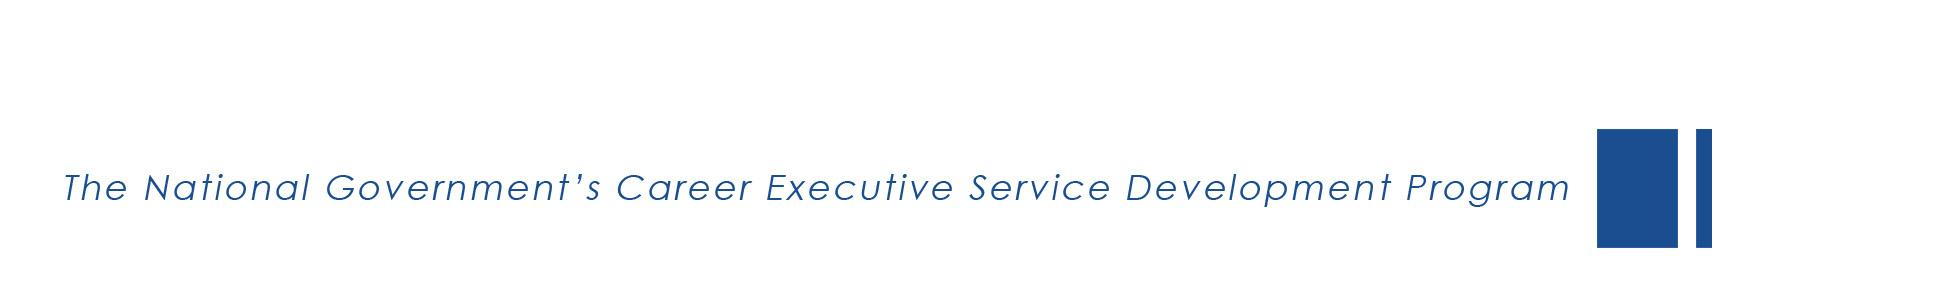 The National Government’s Career Executive Service Development Program